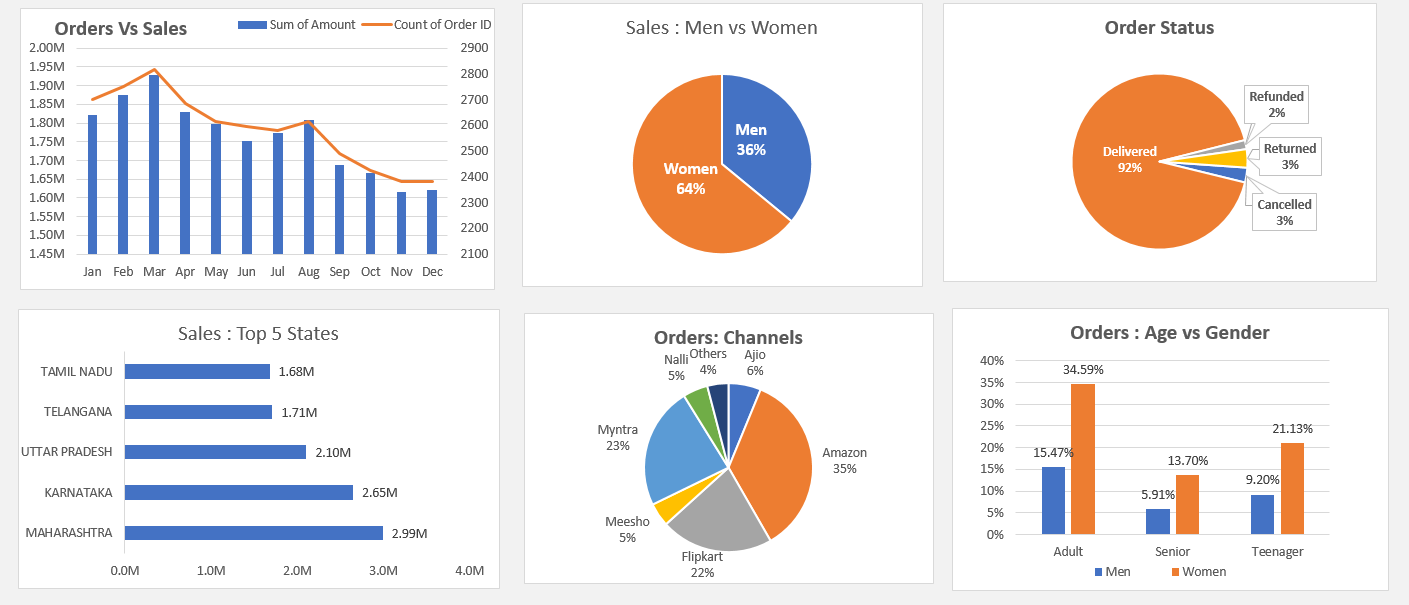 Orders Vs Sales
Sum of Amount
Count of Order ID
2.00M
1.95M
1.90M
1.85M
1.80M
1.75M
1.70M
1.65M
1.60M
1.55M
1.50M
1.45M
2900
2800
2700
2600
2500
2400
2300
2200
2100
Jan Feb Mar Apr May Jun Jul Aug Sep Oct Nov Dec
Sales : Men vs Women
Men
36%
Women
64%
Order Status
Delivered
92%
Refunded
2%
Returned
3%
Cancelled
3%
Sales : Top 5 States
TAMIL NADU 1.68M
TELANGANA 1.71M
UTTAR PRADESH 2.10M
KARNATAKA 2.65M
MAHARASHTRA 2.99M
0.0M 1.0M 2.0M 3.0M 4.0M
Orders: Channels
Ajio
6%
Amazon
35%
Flipkart
22%
Meesho
5%
Myntra
23%
Nalli
5%
Others
4%
Orders : Age vs Gender
40%
35%
30%
25%
20%
15%
10%
5%
0%
15.47%
34.59%
5.91%
13.70%
9.20%
21.13%
Adult Senior Teenager
Men Women